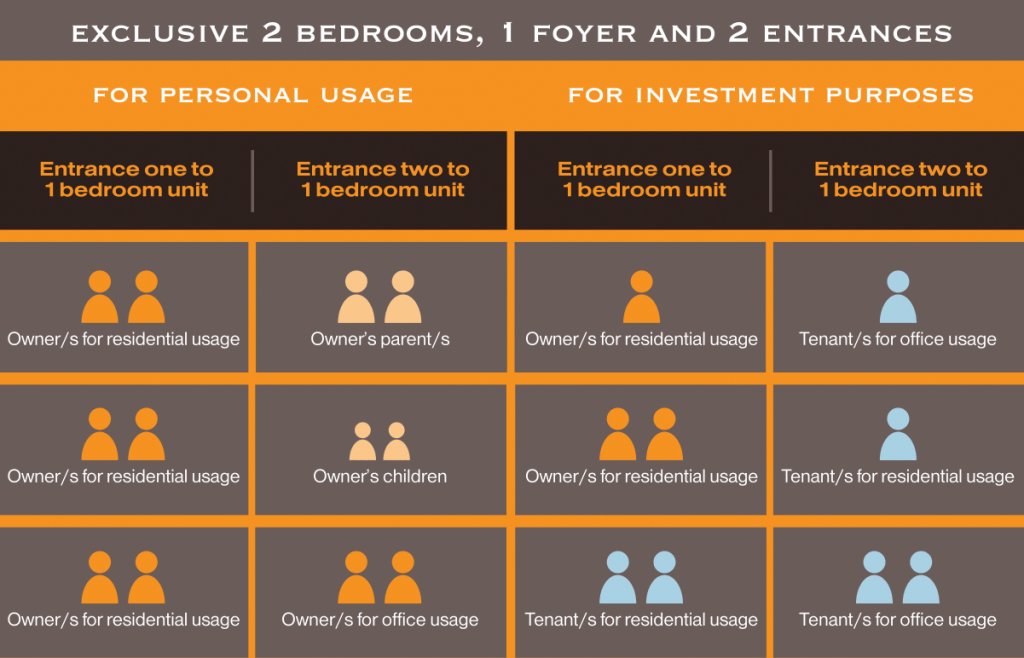 EXCLUSIVE 2 BEDROOMS, 1 FOYER AND 2 ENTRANCES
FOR PERSONAL USAGE
FOR INVESTMENT PURPOSES
Entrance one to
1 bedroom unit
Entrance two to
1 bedroom unit
Entrance one to
1 bedroom unit
Entrance two to
1 bedroom unit
Owner/s for residential usage
Owner's parent/s
Owner/s for residential usage
Tenant/s for office usage
Owner/s for residential usage
Owner's children
Owner/s for residential usage
Tenant/s for residential usage
Owner/s for residential usage
Owner/s for office usage
Tenant/s for residential usage
Tenant/s for office usage